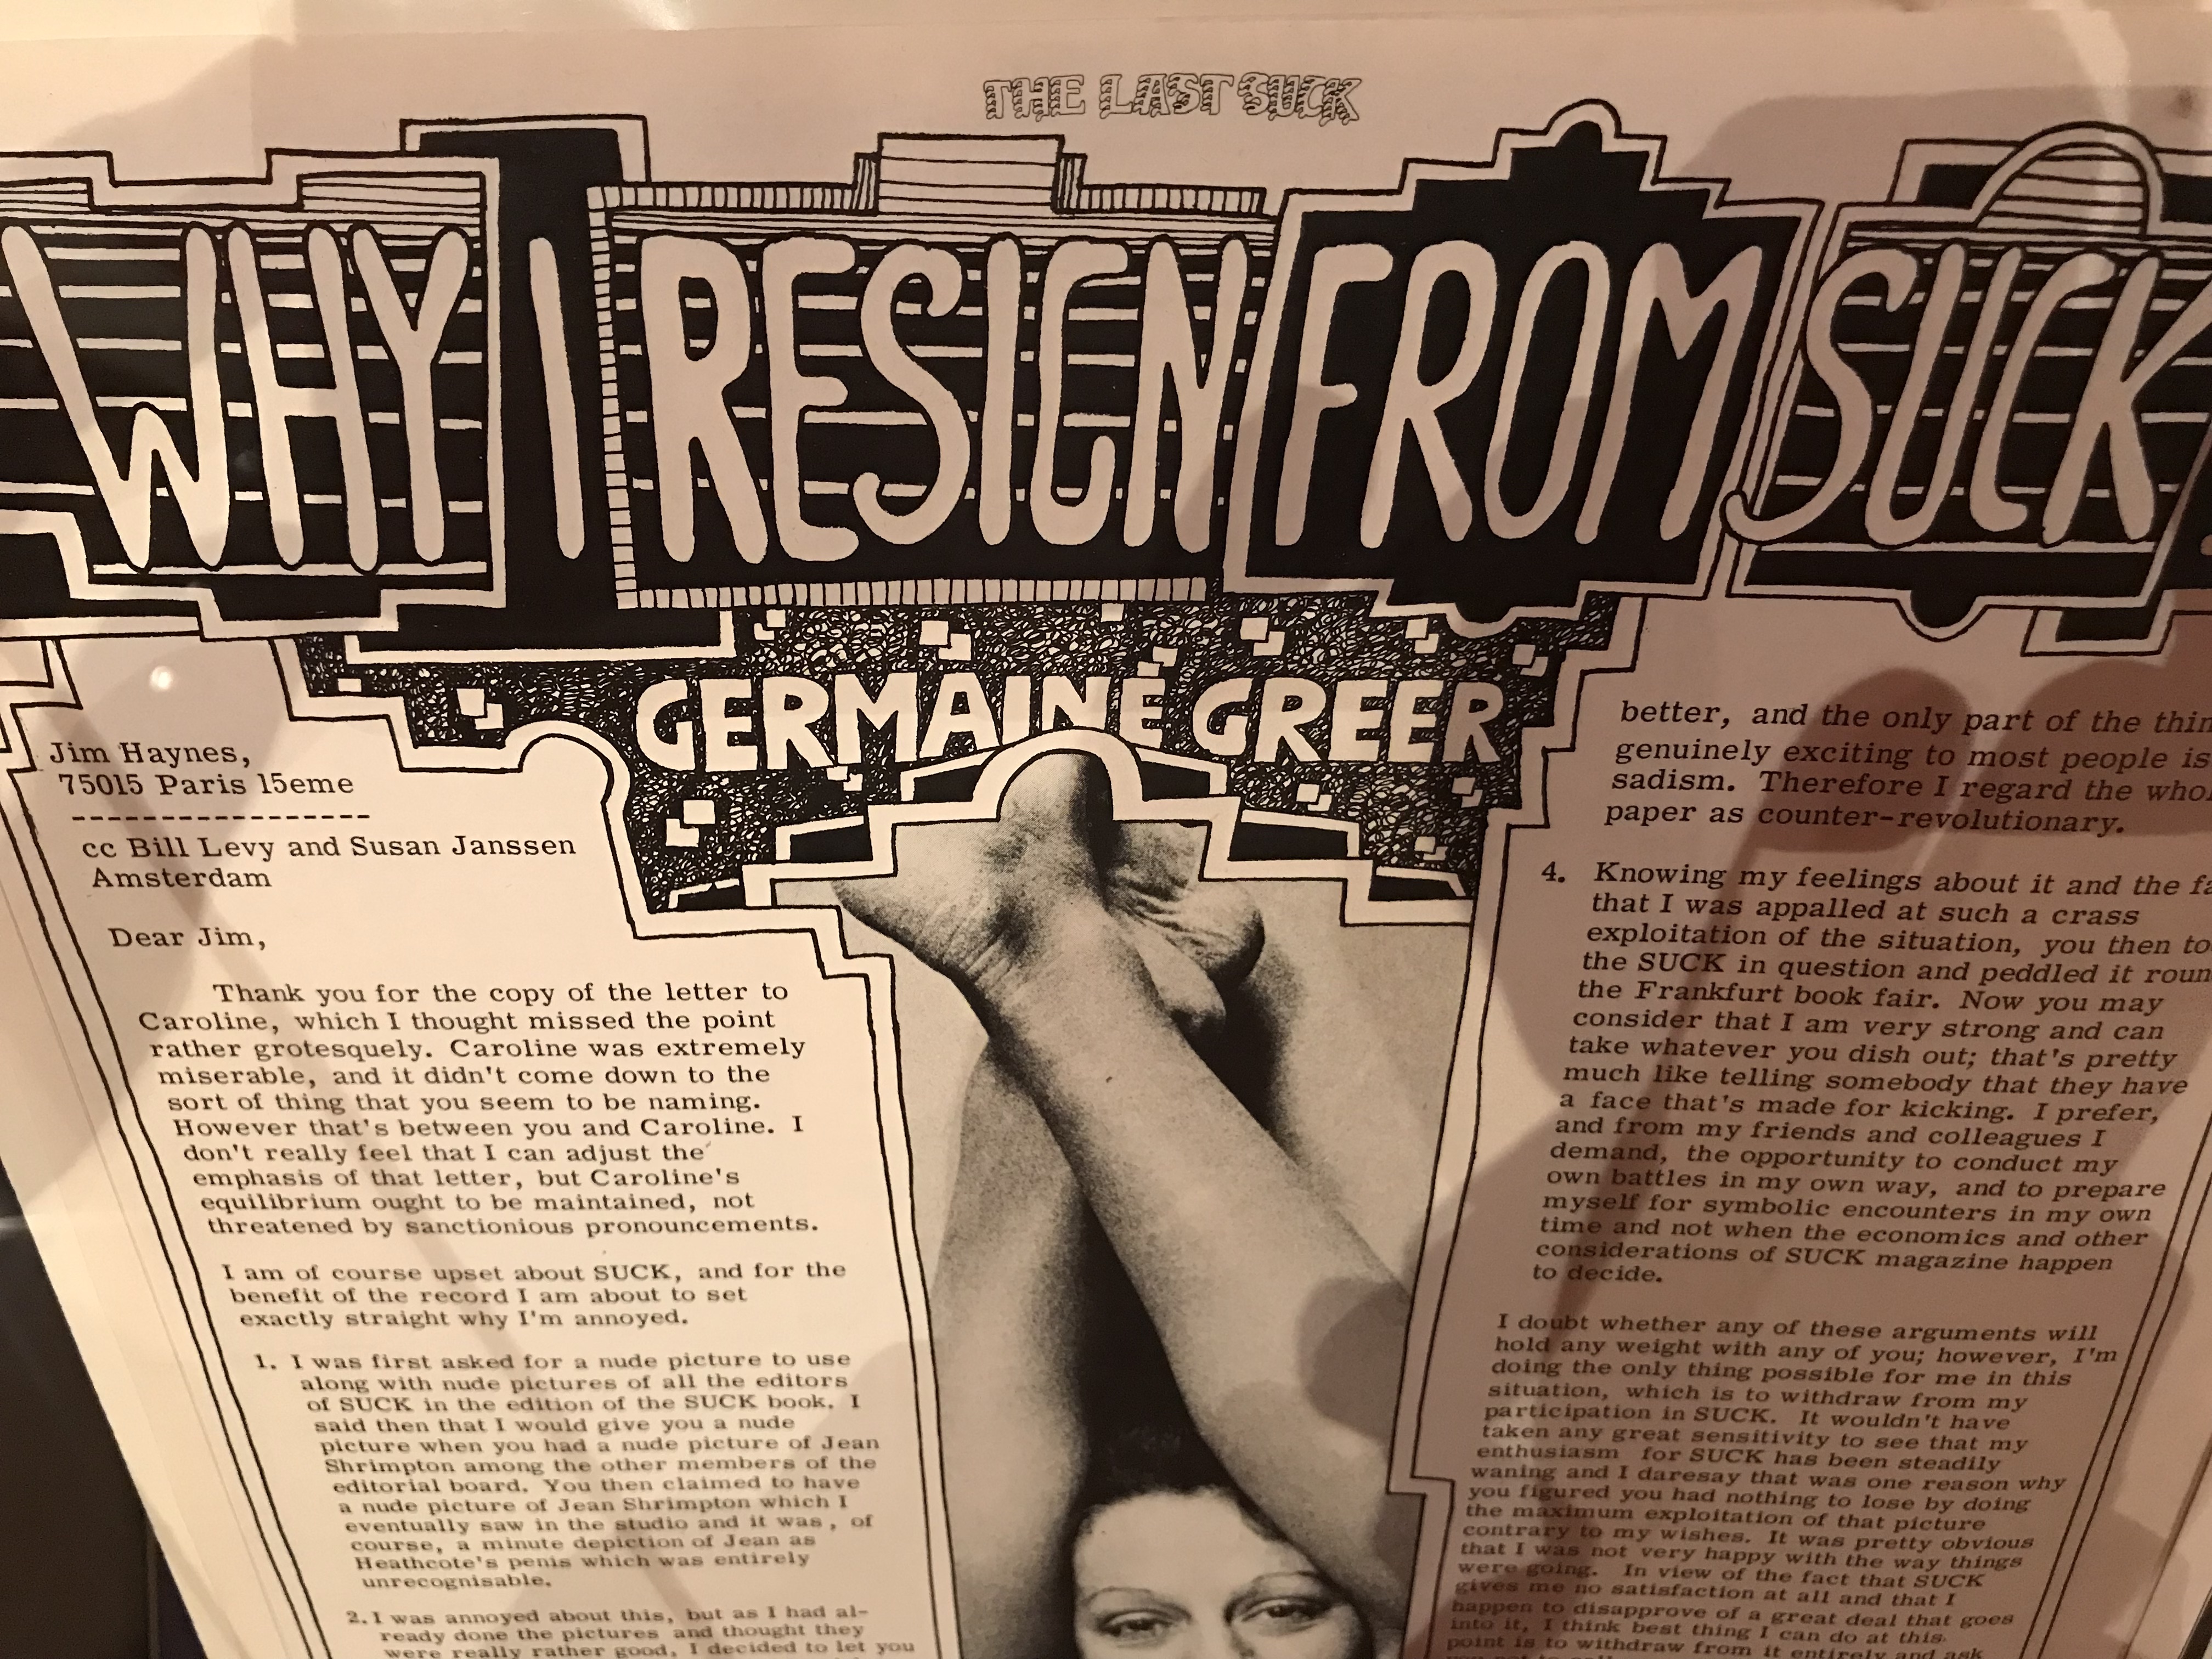 THE LAST SUCK
WHY I RESIGN FROM SUCK
GERMAINE GREER
Jim Haynes,
75015 Paris 15eme
-----------------
cc Bill Levy and Susan Janssen
Amsterdam
Dear Jim,
Thank you for the copy of the letter to
Caroline, which I thought missed the point
rather grotesquely. Caroline was extremely
miserable, and it didn't come down to the
sort of thing that you seem to be naming.
However that's between you and Caroline. I
don't really feel that I can adjust the
emphasis of that letter, but Caroline's
equilibrium ought to be maintained, not
threatened by sanctionious pronouncements.
I am of course upset about SUCK, and for the
benefit of the record I am about to set
exactly straight why I'm annoyed.
1. I was first asked for a nude picture to use
along with nude pictures of all the editors
of SUCK in the edition of the SUCK book. I
said then that I would give you a nude
picture when you had a nude picture of Jean
Shrimpton among the other members of the
editorial board. You then claimed to have
a nude picture of Jean Shrimpton which I
eventually saw in the studio and it was, of
course, a minute depiction of Jean as
Heathcote's penis which was entirely
unrecognisable.
2. I was annoyed about this, but as I had al-
ready done the pictures and thought they
were really rather good, I decided to let you
better, and the only part of the thin
genuinely exciting to most people is
sadism. Therefore I regard the whol
paper as counter-revolutionary.
4. Knowing my feelings about it and the fa
that I was appalled at such a crass
exploitation of the situation, you then to
the SUCK in question and peddled it roun
the Frankfurt book fair. Now you may
consider that I am very strong and can
take whatever you dish out; that's pretty
much like telling somebody that they have
a face that's made for kicking. I prefer,
and from my friends and colleagues I
demand, the opportunity to conduct my
own battles in my own way, and to prepare
myself for symbolic encounters in my own
time and not when the economics and other
considerations of SUCK magazine happen
to decide.
I doubt whether any of these arguments will
hold any weight with any of you; however, I'm
doing the only thing possible for me in this
situation, which is to withdraw from my
participation in SUCK. It wouldn't have
taken any great sensitivity to see that my
enthusiasm for SUCK has been steadily
waning and I daresay that was one reason why
you figured you had nothing to lose by doing
the maximum exploitation of that picture
contrary to my wishes. It was pretty obvious
that I was not very happy with the way things
were going. In view of the fact that SUCK
gives me no satisfaction at all and that I
happen to disapprove of a great deal that goes
into it, I think best thing I can do at this
point is to withdraw from it entirely and ask